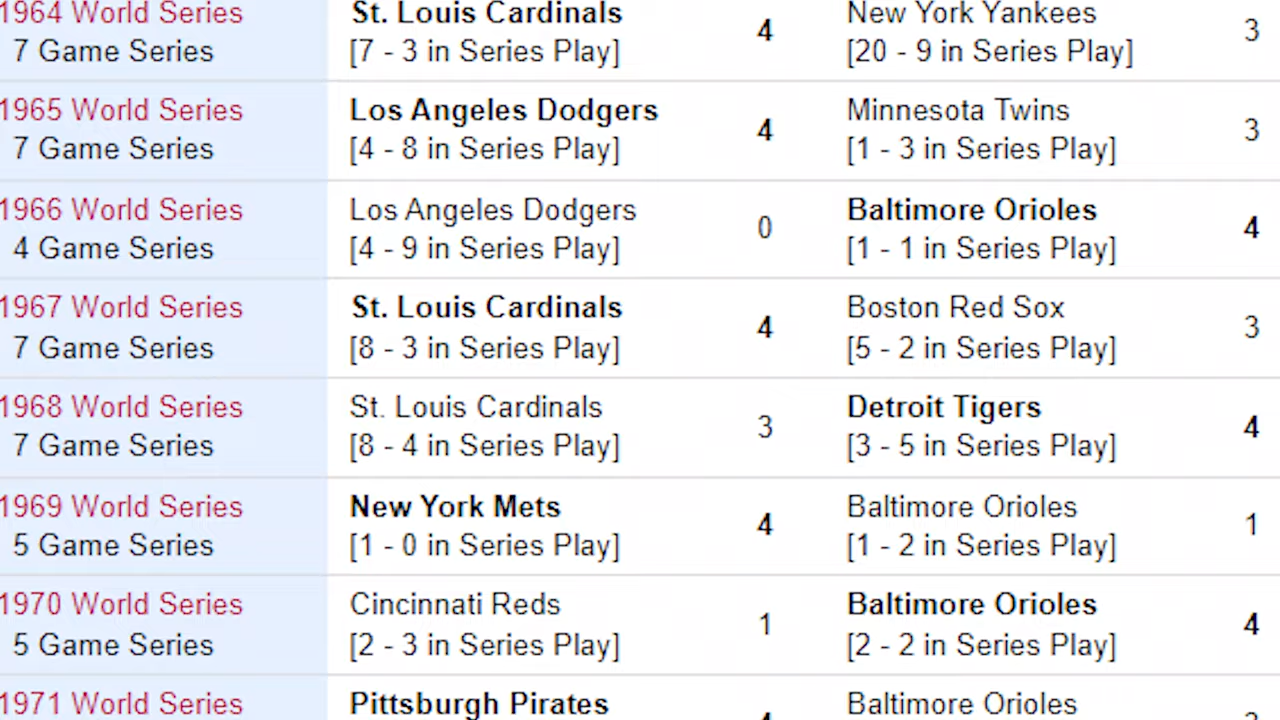 1964 World Series St. Louis Cardinals 4 New York Yankees 3
7 Game Series [7 - 3 in Series Play] [20 - 9 in Series Play]
1965 World Series Los Angeles Dodgers 4 Minnesota Twins 3
7 Game Series [4 - 8 in Series Play] [1 - 3 in Series Play]
1966 World Series Los Angeles Dodgers 0 Baltimore Orioles 4
4 Game Series [4 - 9 in Series Play] [1 - 1 in Series Play]
1967 World Series St. Louis Cardinals 4 Boston Red Sox 3
7 Game Series [8 - 3 in Series Play] [5 - 2 in Series Play]
1968 World Series St. Louis Cardinals 3 Detroit Tigers 4
7 Game Series [8 - 4 in Series Play] [3 - 5 in Series Play]
1969 World Series New York Mets 4 Baltimore Orioles 1
5 Game Series [1 - 0 in Series Play] [1 - 2 in Series Play]
1970 World Series Cincinnati Reds 1 Baltimore Orioles 4
5 Game Series [2 - 3 in Series Play] [2 - 2 in Series Play]
1971 World Series Pittsburgh Pirates Baltimore Orioles